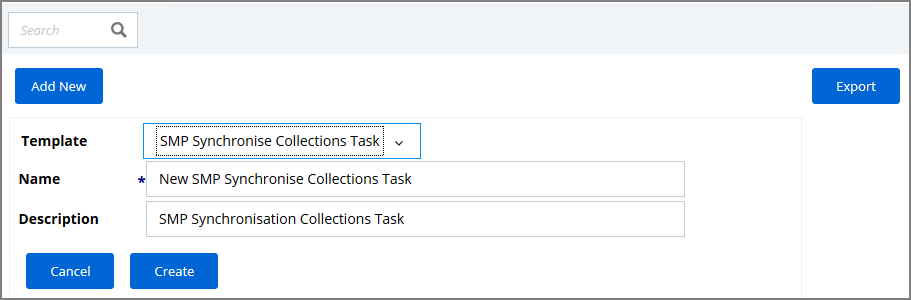 Search
Add New
Export
Template
SMP Synchronise Collections Task
Name
* New SMP Synchronise Collections Task
Description
SMP Synchronisation Collections Task
Cancel
Create